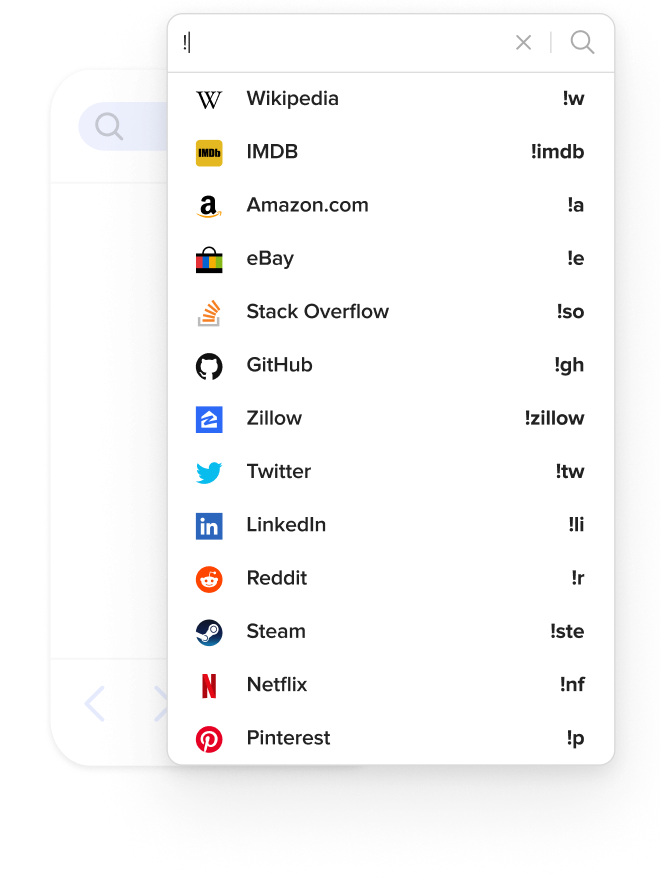 !
Wikipedia !w
IMDb IMDB !imdb
a Amazon.com !a
eBay !e
Stack Overflow !so
GitHub !gh
Zillow !zillow
Twitter !tw
in LinkedIn !li
Reddit !r
Steam !ste
Netflix !nf
Pinterest !p